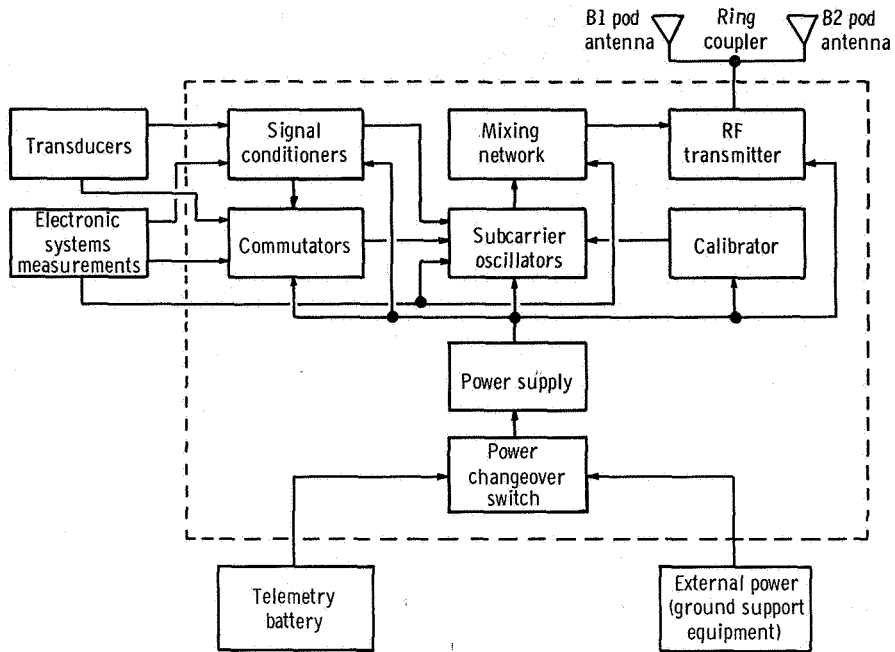 B1 pod
antenna
Ring
coupler
B2 pod
antenna
Transducers
Signal
conditioners
Mixing
network
RF
transmitter
Electronic
systems
measurements
Commutators
Subcarrier
oscillators
Calibrator
Power supply
Power
changeover
switch
Telemetry
battery
External power
(ground support
equipment)